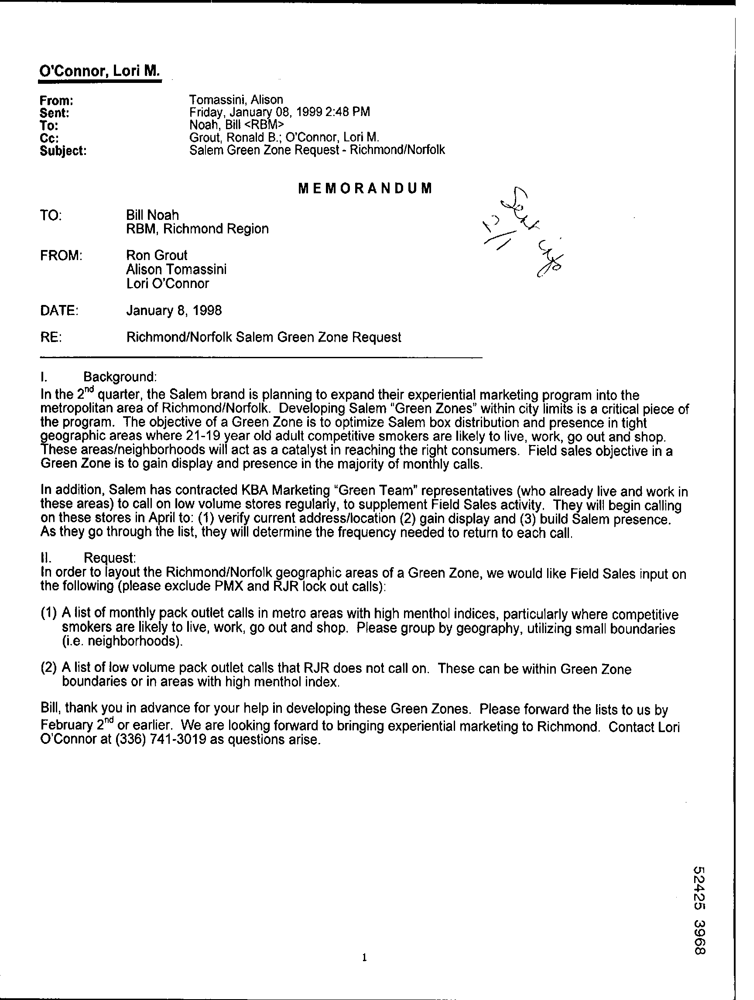 O'Connor, Lori M.
From: Tomassini, Alison
Sent: Friday, January 08, 1999 2:48 PM
To: Noah, Bill <RBM>
Cc: Grout, Ronald B.; O'Connor, Lori M.
Subject: Salem Green Zone Request - Richmond/Norfolk
MEMORANDUM
Sent
TO: Bill Noah
RBM, Richmond Region
FROM: Ron Grout
Alison Tomassini
Lori O'Connor
DATE: January 8, 1998
RE: Richmond/Norfolk Salem Green Zone Request
I. Background:
In the 2nd quarter, the Salem brand is planning to expand their experiential marketing program into the
metropolitan area of Richmond/Norfolk. Developing Salem "Green Zones" within city limits is a critical piece of
the program. The objective of a Green Zone is to optimize Salem box distribution and presence in tight
geographic areas where 21-19 year old adult competitive smokers are likely to live, work, go out and shop.
These areas/neighborhoods will act as a catalyst in reaching the right consumers. Field sales objective in a
Green Zone is to gain display and presence in the majority of monthly calls.
In addition, Salem has contracted KBA Marketing "Green Team" representatives (who already live and work in
these areas) to call on low volume stores regularly, to supplement Field Sales activity. They will begin calling
on these stores in April to: (1) verify current address/location (2) gain display and (3) build Salem presence.
As they go through the list, they will determine the frequency needed to return to each call.
II. Request:
In order to layout the Richmond/Norfolk geographic areas of a Green Zone, we would like Field Sales input on
the following (please exclude PMX and RJR lock out calls):
(1) A list of monthly pack outlet calls in metro areas with high menthol indices, particularly where competitive
smokers are likely to live, work, go out and shop. Please group by geography, utilizing small boundaries
(i.e. neighborhoods).
(2) A list of low volume pack outlet calls that RJR does not call on. These can be within Green Zone
boundaries or in areas with high menthol index.
Bill, thank you in advance for your help in developing these Green Zones. Please forward the lists to us by
February 2nd or earlier. We are looking forward to bringing experiential marketing to Richmond. Contact Lori
O'Connor at (336) 741-3019 as questions arise.
52425 3968
1